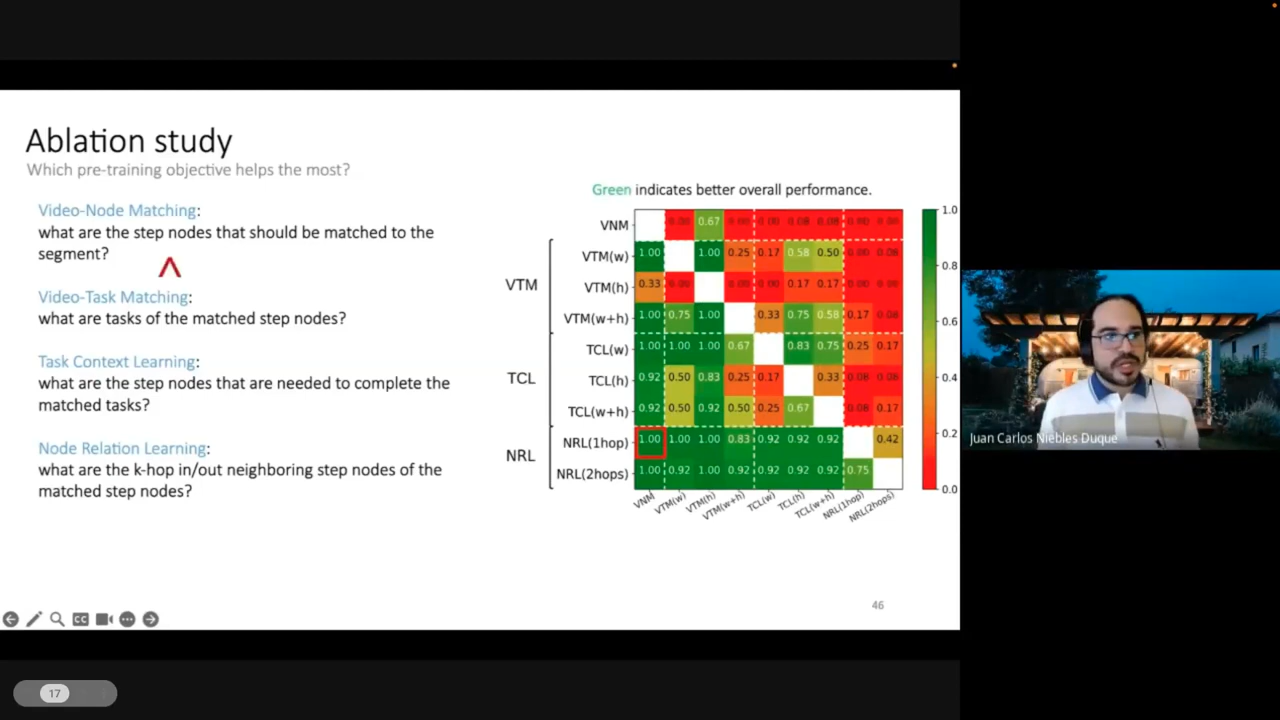 Ablation study
Which pre-training objective helps the most?
Video-Node Matching:
what are the step nodes that should be matched to the
segment?
Video-Task Matching:
what are tasks of the matched step nodes?
Task Context Learning:
what are the step nodes that are needed to complete the
matched tasks?
Node Relation Learning:
what are the k-hop in/out neighboring step nodes of the
matched step nodes?
Green indicates better overall performance.
VNM 0.67
VTM
VTM(w) 1.00 1.00 0.25 0.17 0.58 0.50
VTM(h) 0.33 0.17 0.17
VTM(w+h) 1.00 0.75 1.00 0.33 0.75 0.58 0.17
TCL
TCL(w) 1.00 1.00 1.00 0.67 0.83 0.75 0.25 0.17
TCL(h) 0.92 0.50 0.83 0.25 0.17 0.33
TCL(w+h) 0.92 0.50 0.92 0.50 0.25 0.67 0.08 0.17
NRL
NRL(1hop) 1.00 1.00 1.00 0.83 0.92 0.92 0.92 0.42
NRL(2hops) 1.00 0.92 1.00 0.92 0.92 0.92 0.92 0.75
VNM VTM(w) VTM(h) VTM(w+h) TCL(w) TCL(h) TCL(w+h) NRL(1hop) NRL(2hops)
1.0
0.8
0.6
0.4
0.2
0.0
46
CC
17
Juan Carlos Niebles Duque